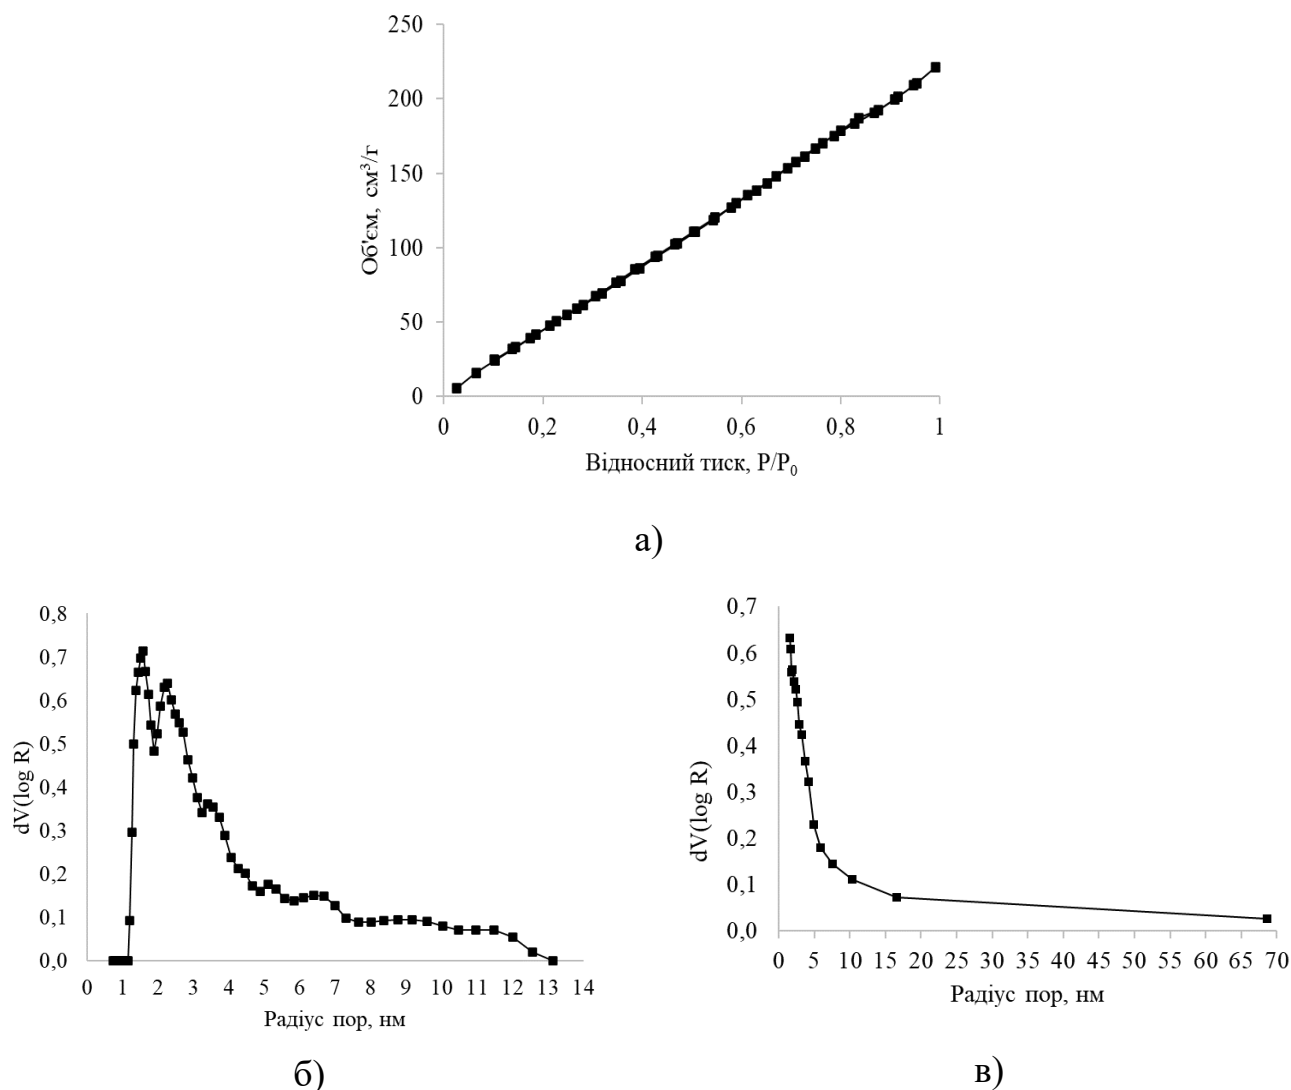 250
200
150
100
50
0
Об'єм, см³/г
0 0,2 0,4 0,6 0,8 1
Відносний тиск, P/P₀
а)
0,8
0,7
0,6
0,5
0,4
0,3
0,2
0,1
0,0
dV(log R)
0 1 2 3 4 5 6 7 8 9 10 11 12 13 14
Радіус пор, нм
б)
0,7
0,6
0,5
0,4
0,3
0,2
0,1
0,0
dV(log R)
0 5 10 15 20 25 30 35 40 45 50 55 60 65 70
Радіус пор, нм
в)